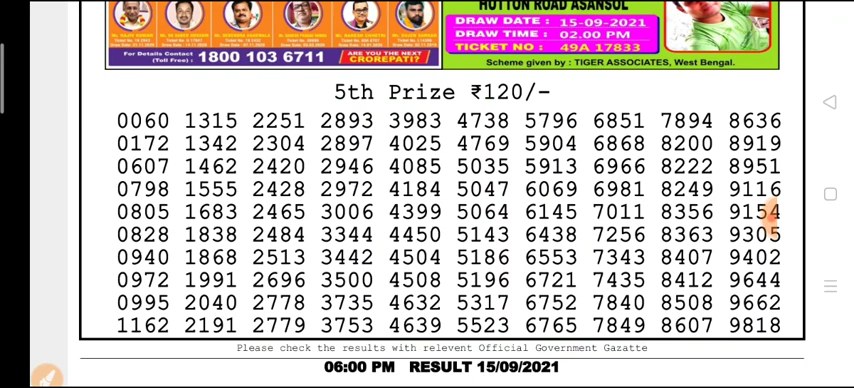 HUTTON ROAD ASANSOL
DRAW DATE : 15-09-2021
DRAW TIME : 02.00 PM
TICKET NO : 49A 17833
For Details Contact
(Toll Free) : 1800 103 6711
ARE YOU THE NEXT
CROREPATI?
Scheme given by : TIGER ASSOCIATES, West Bengal.
5th Prize ₹120/-
0060 1315 2251 2893 3983 4738 5796 6851 7894 8636
0172 1342 2304 2897 4025 4769 5904 6868 8200 8919
0607 1462 2420 2946 4085 5035 5913 6966 8222 8951
0798 1555 2428 2972 4184 5047 6069 6981 8249 9116
0805 1683 2465 3006 4399 5064 6145 7011 8356 9154
0828 1838 2484 3344 4450 5143 6438 7256 8363 9305
0940 1868 2513 3442 4504 5186 6553 7343 8407 9402
0972 1991 2696 3500 4508 5196 6721 7435 8412 9644
0995 2040 2778 3735 4632 5317 6752 7840 8508 9662
1162 2191 2779 3753 4639 5523 6765 7849 8607 9818
Please check the results with relevent Official Government Gazatte
06:00 PM RESULT 15/09/2021